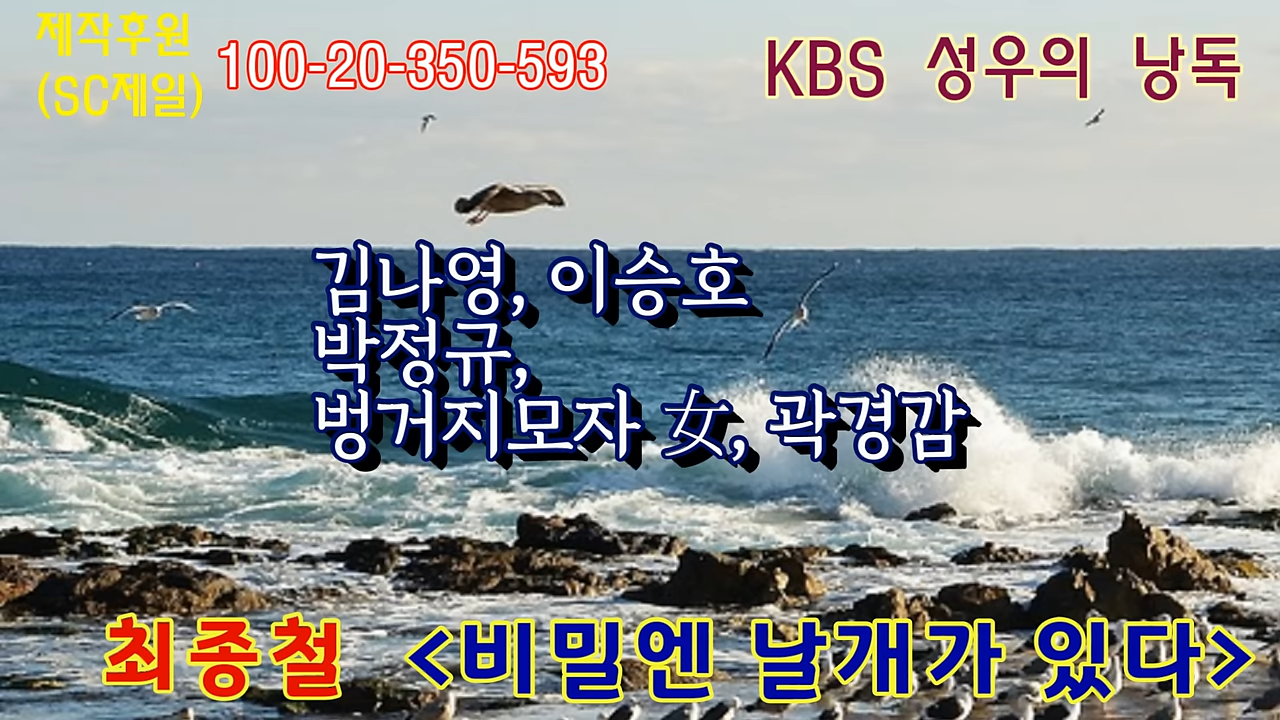 제작후원
(SC제일)
100-20-350-593
KBS 성우의 낭독
김나영, 이승호
박정규,
벙거지모자 女, 곽경감
최종철 <비밀엔 날개가 있다>